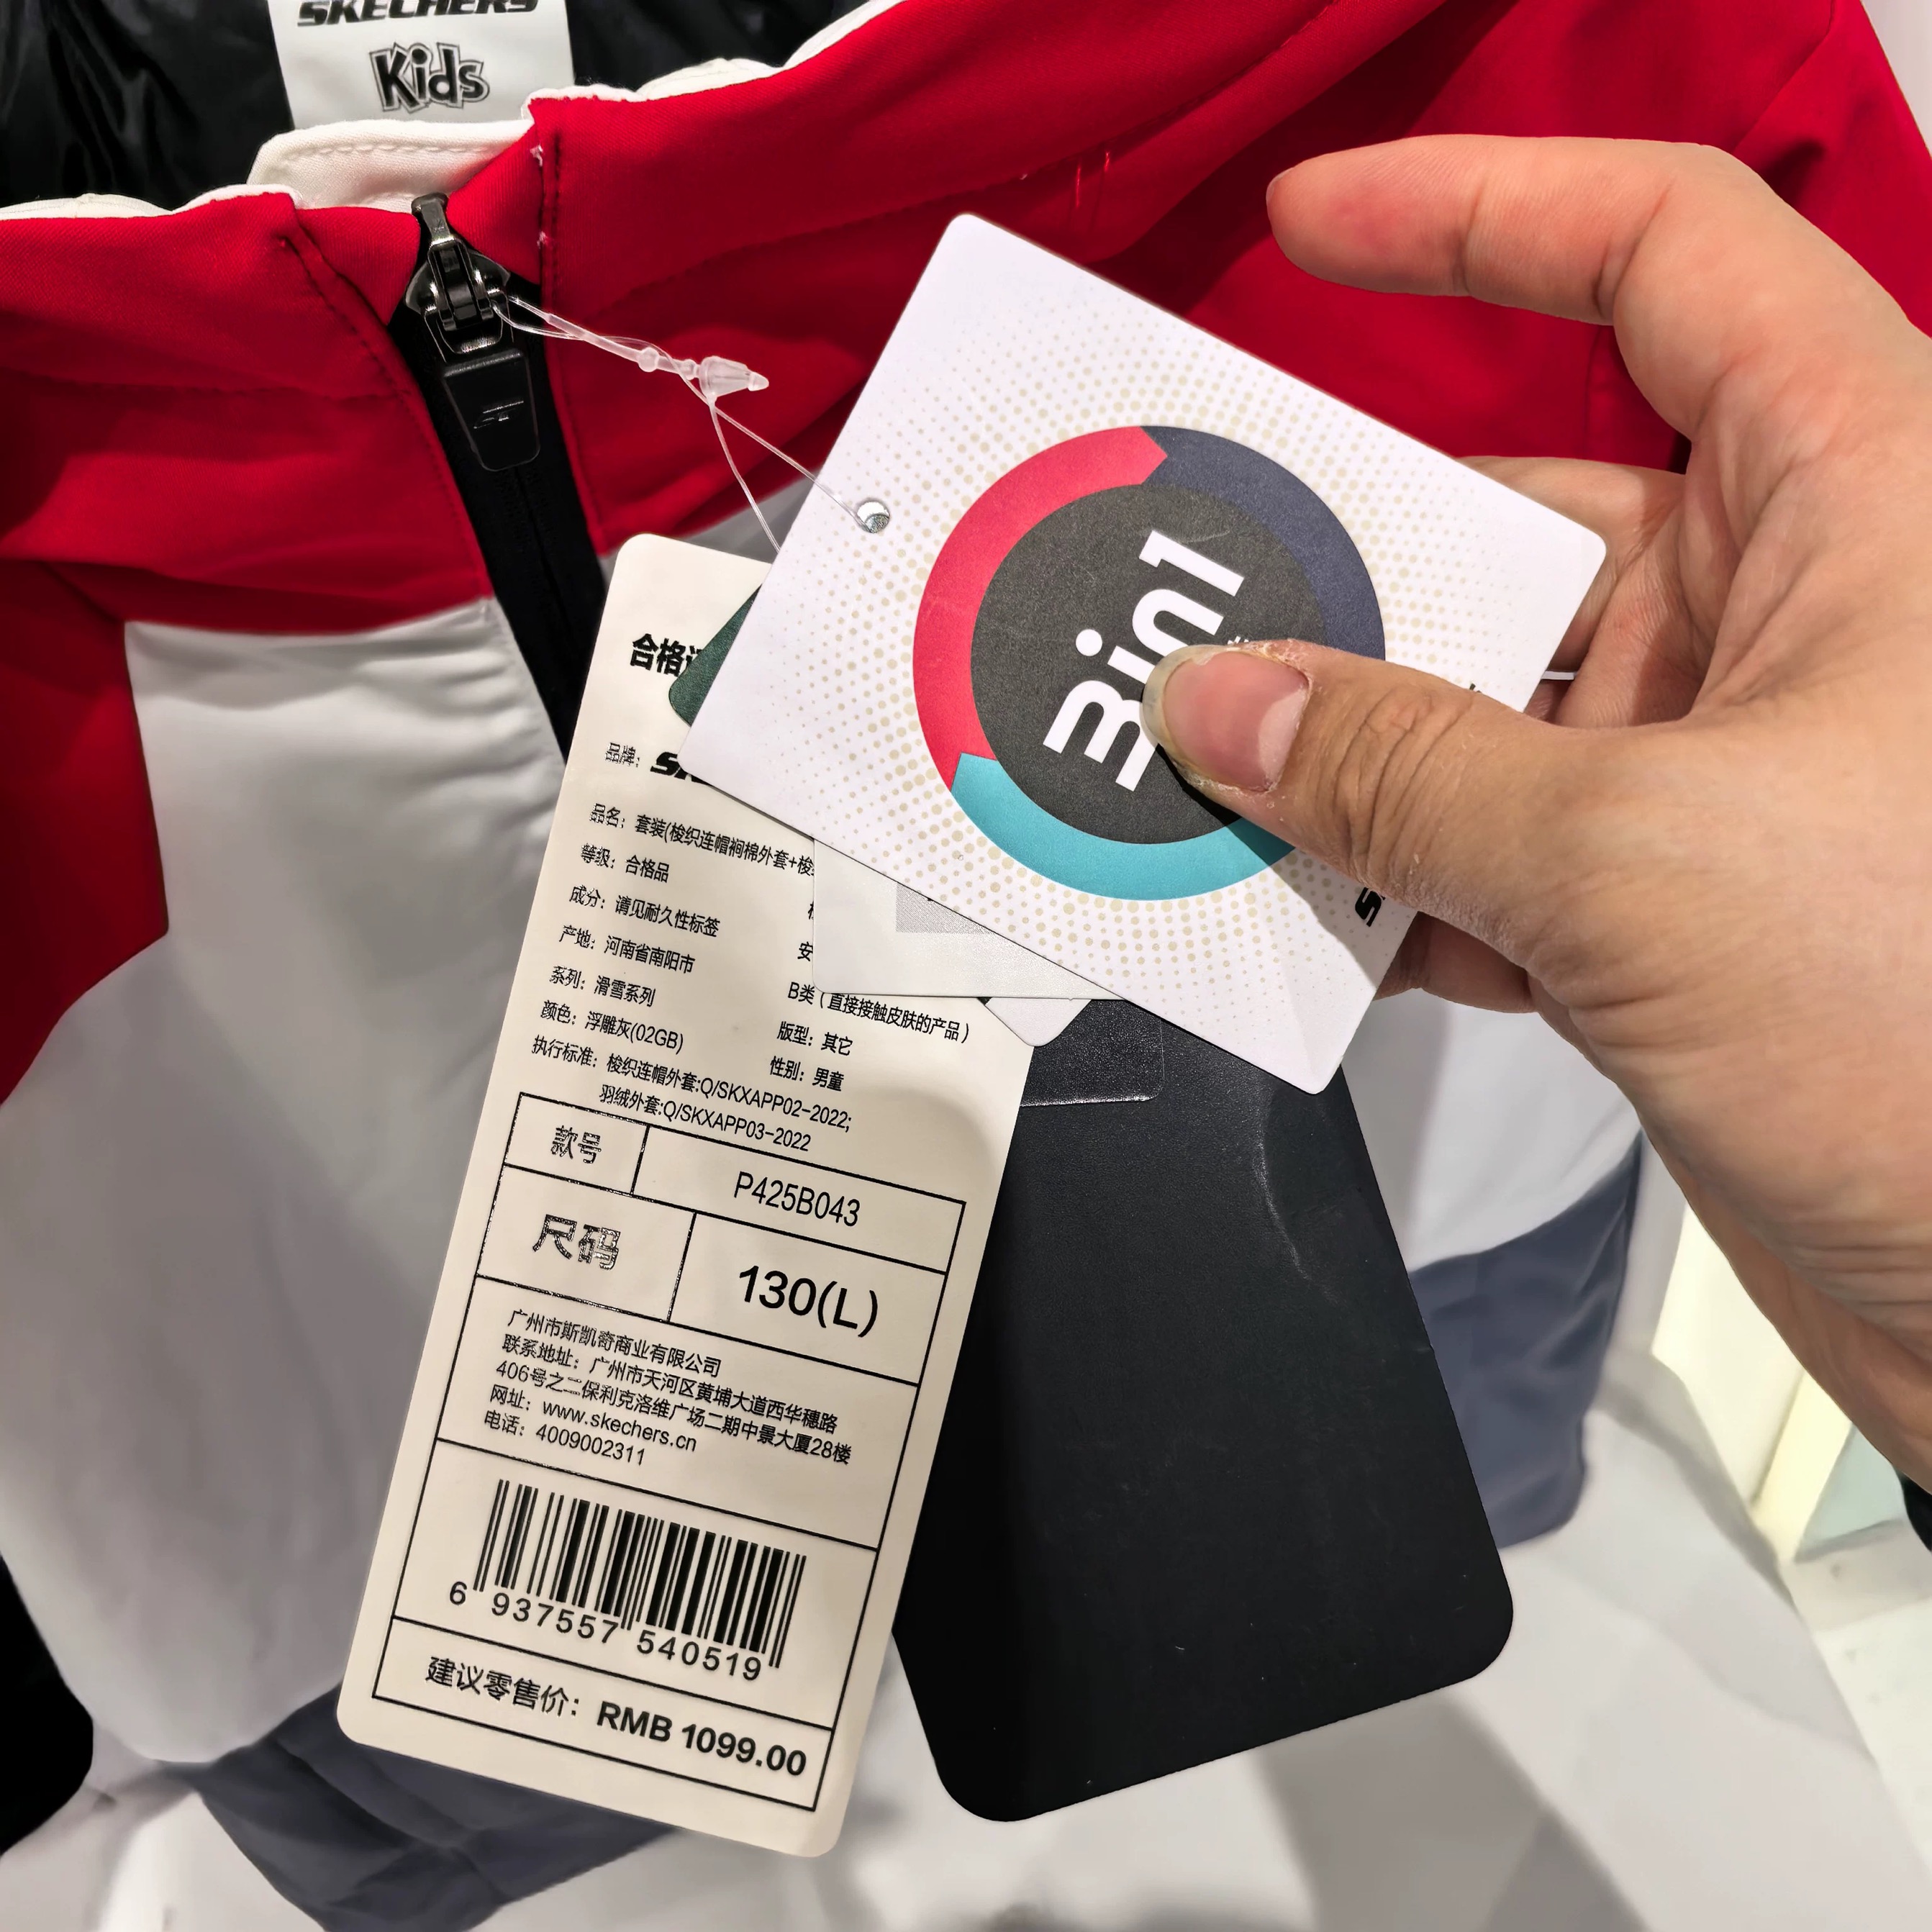 SKECHERS
Kids
3in1
合格
品牌:
品名: 套装(梭织连帽裥棉外套+梭
等级: 合格品
成分: 请见耐久性标签
产地: 河南省南阳市
安
系列: 滑雪系列
B类(直接接触皮肤的产品)
颜色: 浮雕灰(02GB)
版型: 其它
性别: 男童
执行标准: 梭织连帽外套:Q/SKXAPP02-2022;
羽绒外套:Q/SKXAPP03-2022
款号 P425B043
尺码 130(L)
广州市斯凯奇商业有限公司
联系地址: 广州市天河区黄埔大道西华穗路
406号之二保利克洛维广场二期中景大厦28楼
网址: www.skechers.cn
电话: 4009002311
6 937557 540519
建议零售价: RMB 1099.00